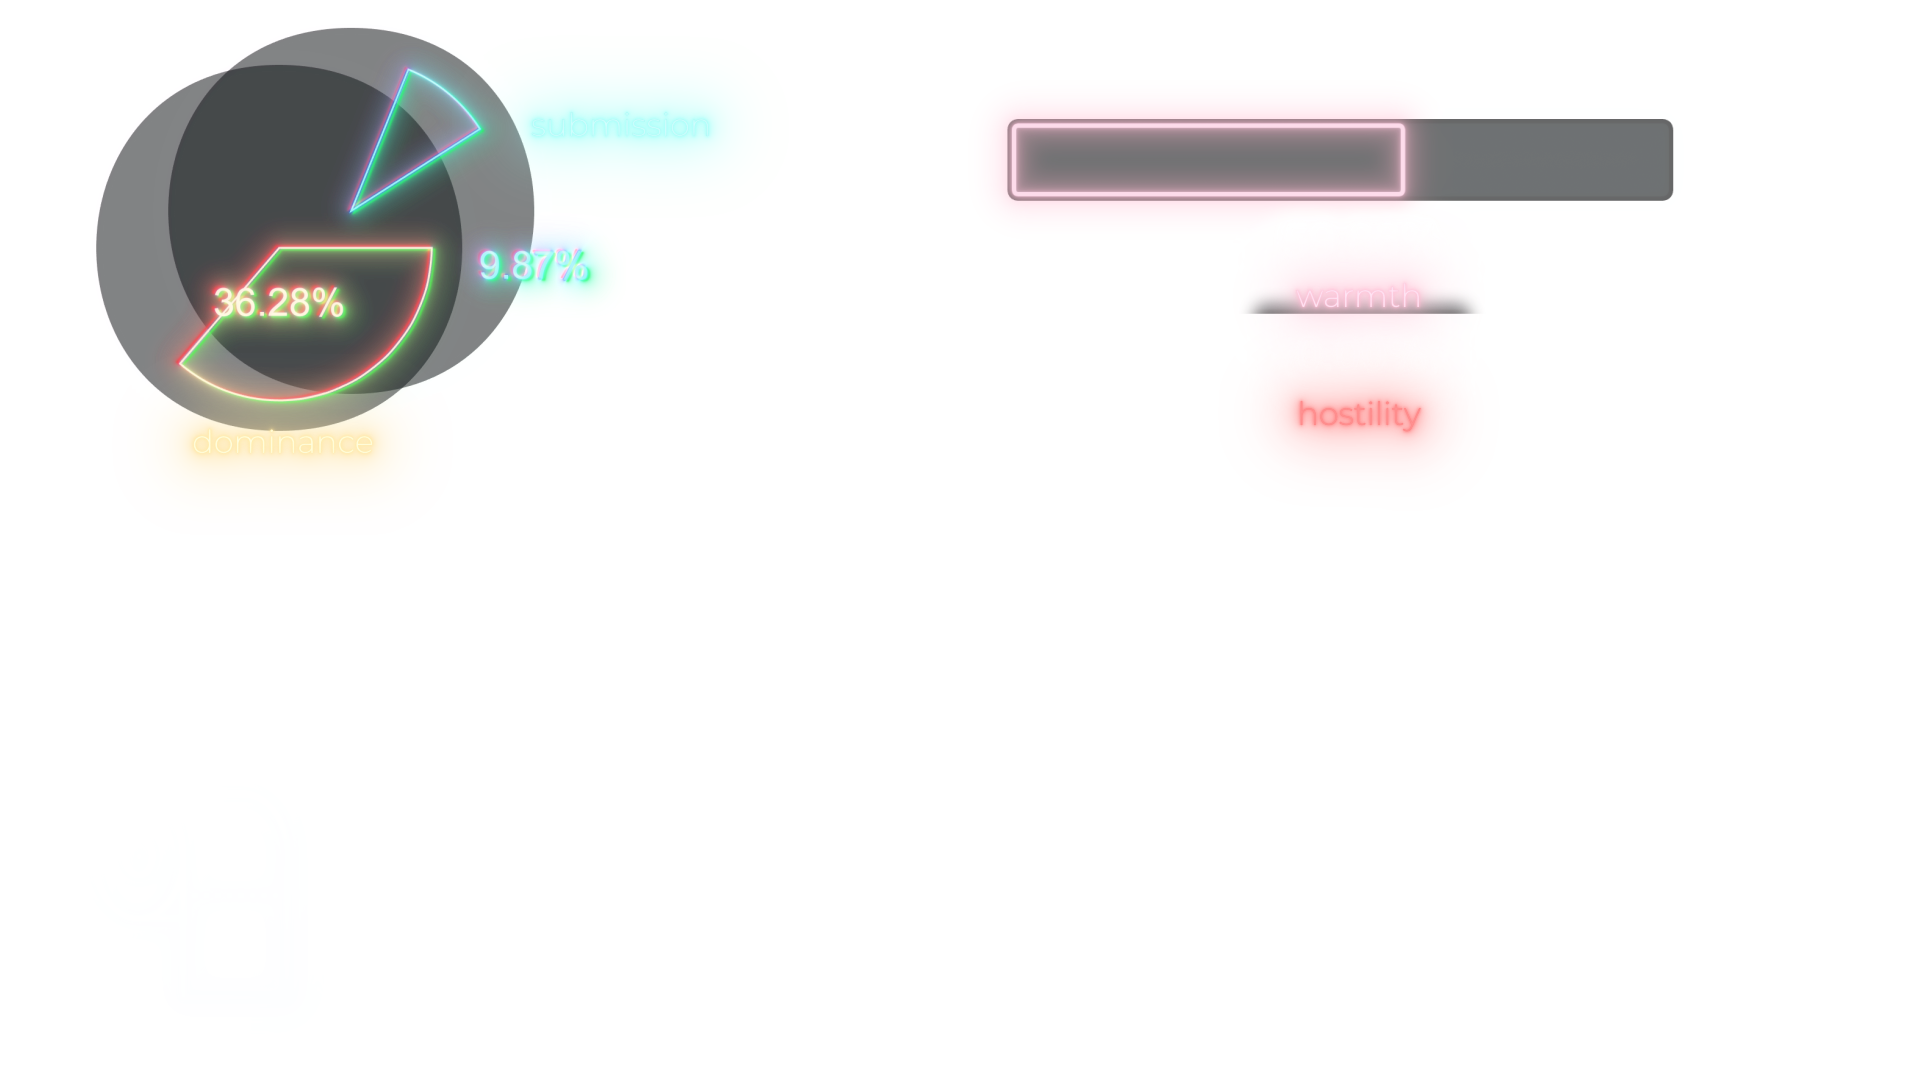 submission
9.87%
36.28%
dominance
warmth
hostility